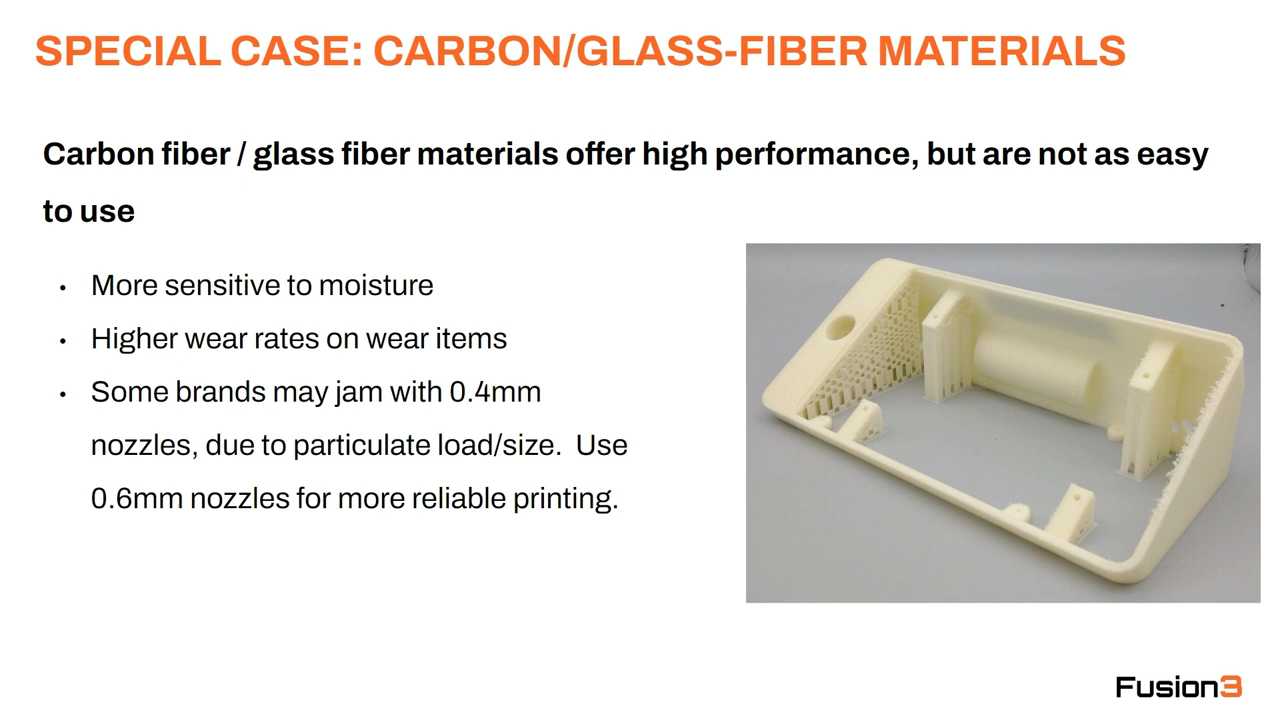 SPECIAL CASE: CARBON/GLASS-FIBER MATERIALS
Carbon fiber / glass fiber materials offer high performance, but are not as easy
to use
• More sensitive to moisture
• Higher wear rates on wear items
• Some brands may jam with 0.4mm
nozzles, due to particulate load/size.  Use
0.6mm nozzles for more reliable printing.
Fusion3